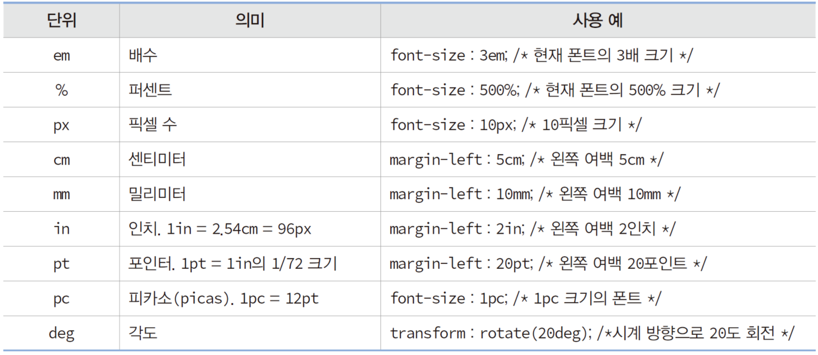 단위 의미 사용 예
em 배수 font-size : 3em; /* 현재 폰트의 3배 크기 */
% 퍼센트 font-size : 500%; /* 현재 폰트의 500% 크기 */
px 픽셀 수 font-size : 10px; /* 10픽셀 크기 */
cm 센티미터 margin-left : 5cm; /* 왼쪽 여백 5cm */
mm 밀리미터 margin-left : 10mm; /* 왼쪽 여백 10mm */
in 인치. 1in = 2.54cm = 96px margin-left : 2in; /* 왼쪽 여백 2인치 */
pt 포인터. 1pt = 1in의 1/72 크기 margin-left : 20pt; /* 왼쪽 여백 20포인트 */
pc 피카소(picas). 1pc = 12pt font-size : 1pc; /* 1pc 크기의 폰트 */
deg 각도 transform : rotate(20deg); /*시계 방향으로 20도 회전 */